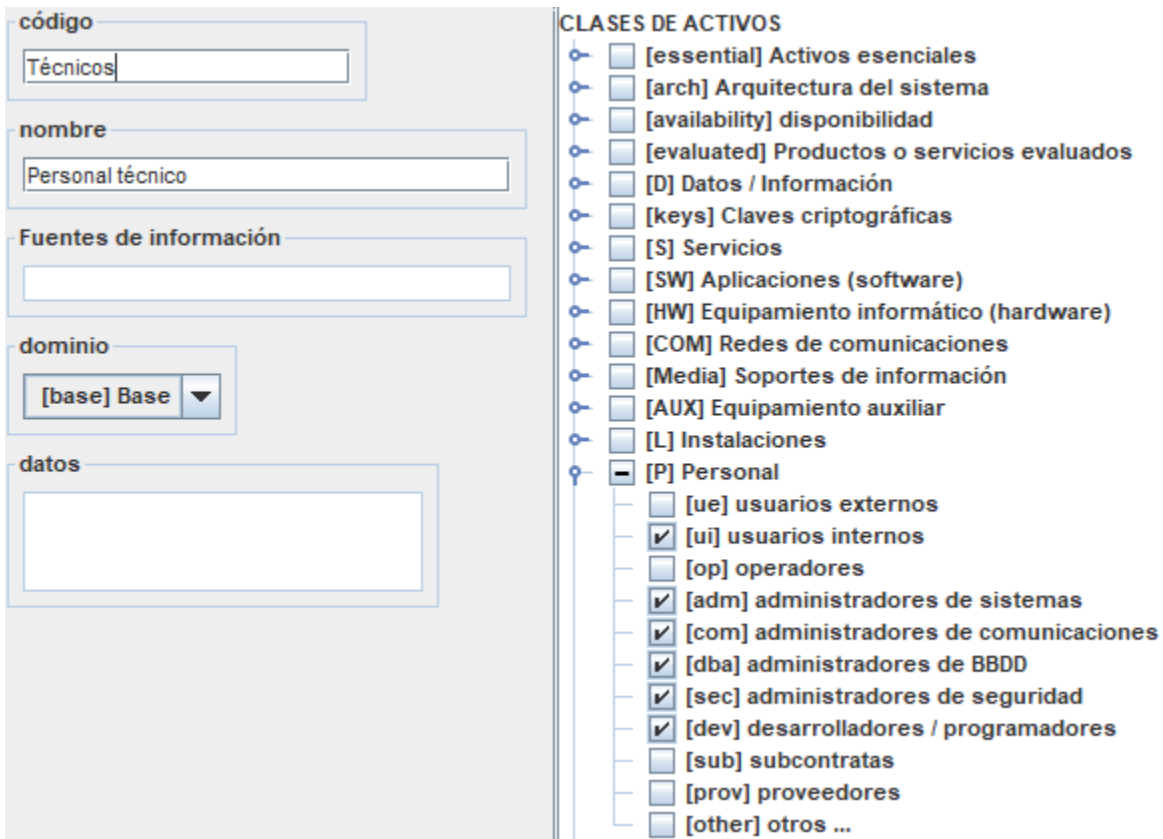 código
Técnicos
nombre
Personal técnico
Fuentes de información
dominio
[base] Base
datos
CLASES DE ACTIVOS
[essential] Activos esenciales
[arch] Arquitectura del sistema
[availability] disponibilidad
[evaluated] Productos o servicios evaluados
[D] Datos / Información
[keys] Claves criptográficas
[S] Servicios
[SW] Aplicaciones (software)
[HW] Equipamiento informático (hardware)
[COM] Redes de comunicaciones
[Media] Soportes de información
[AUX] Equipamiento auxiliar
[L] Instalaciones
[P] Personal
[ue] usuarios externos
[ui] usuarios internos
[op] operadores
[adm] administradores de sistemas
[com] administradores de comunicaciones
[dba] administradores de BBDD
[sec] administradores de seguridad
[dev] desarrolladores / programadores
[sub] subcontratas
[prov] proveedores
[other] otros ...